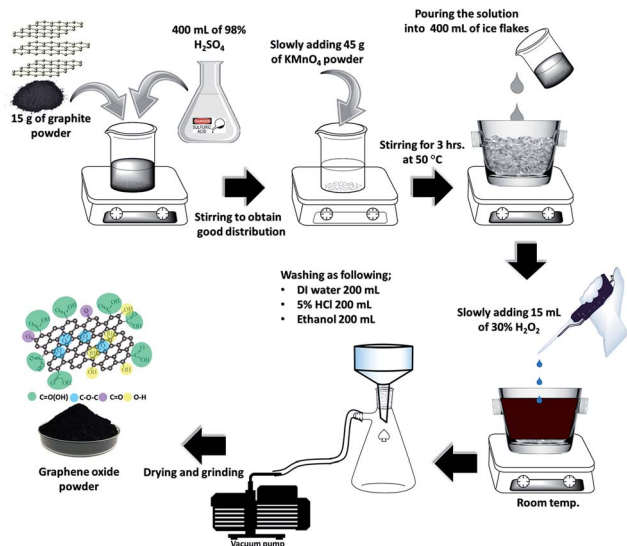 15 g of graphite
powder
400 mL of 98%
H₂SO₄
SULFURIC
ACID
Stirring to obtain
good distribution
Slowly adding 45 g
of KMnO₄ powder
Stirring for 3 hrs.
at 50 °C
Pouring the solution
into 400 mL of ice flakes
Slowly adding 15 mL
of 30% H₂O₂
Room temp.
Washing as following;
• DI water 200 mL
• 5% HCl 200 mL
• Ethanol 200 mL
Vacuum pump
Drying and grinding
C=O(OH) C-O-C C=O O-H
Graphene oxide
powder